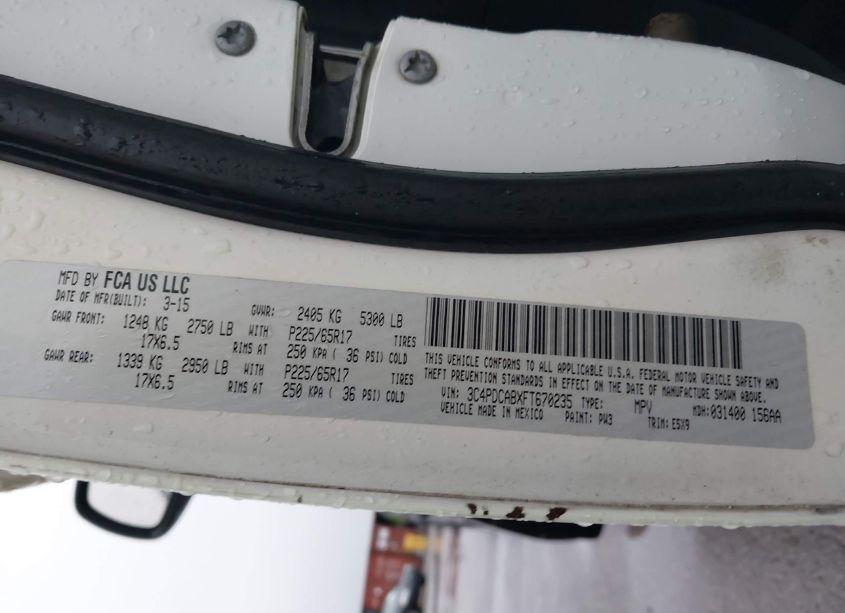 MFD BY FCA US LLC
DATE OF MFR(BUILT): 3-15 GVWR: 2405 KG 5300 LB
GAWR FRONT: 1248 KG 2750 LB WITH P225/65R17 TIRES
17X6.5 RIMS AT 250 KPA ( 36 PSI) COLD
GAWR REAR: 1339 KG 2950 LB WITH P225/65R17 TIRES
17X6.5 RIMS AT 250 KPA ( 36 PSI) COLD
THIS VEHICLE CONFORMS TO ALL APPLICABLE U.S.A. FEDERAL MOTOR VEHICLE SAFETY AND
THEFT PREVENTION STANDARDS IN EFFECT ON THE DATE OF MANUFACTURE SHOWN ABOVE.
VIN: 3C4PDCABXFT670235 TYPE: MPV MDH: 031400 156AA
VEHICLE MADE IN MEXICO PAINT: PW3 TRIM: E5X9